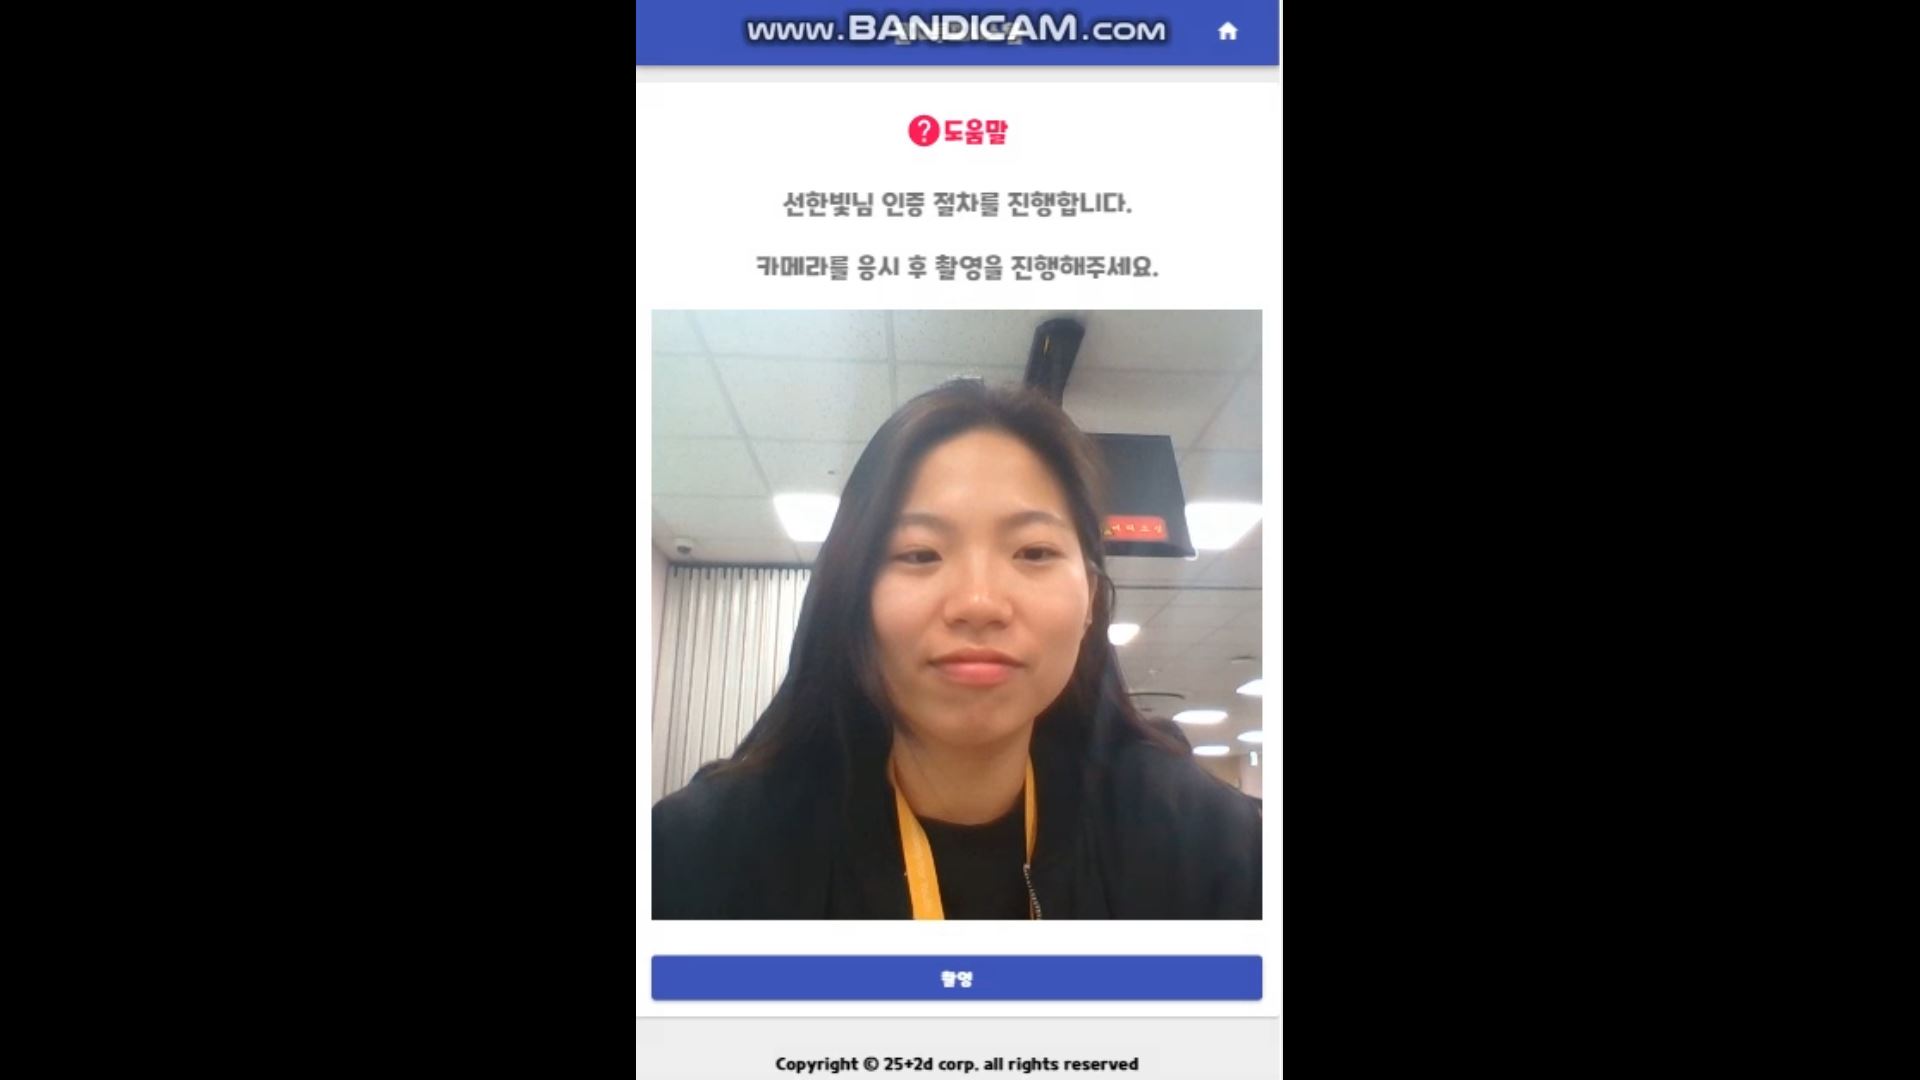 www.BANDICAM.com
도움말
선한빛님 인증 절차를 진행합니다.
카메라를 응시 후 촬영을 진행해주세요.
촬영
Copyright © 25+2d corp. all rights reserved